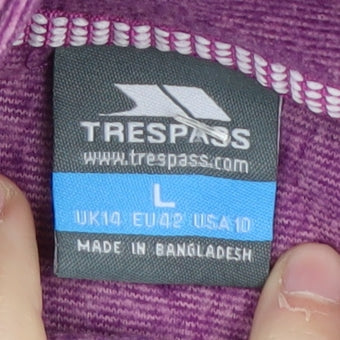 TRESPASS
www.trespass.com
L
UK14 EU42 USA10
MADE IN BANGLADESH